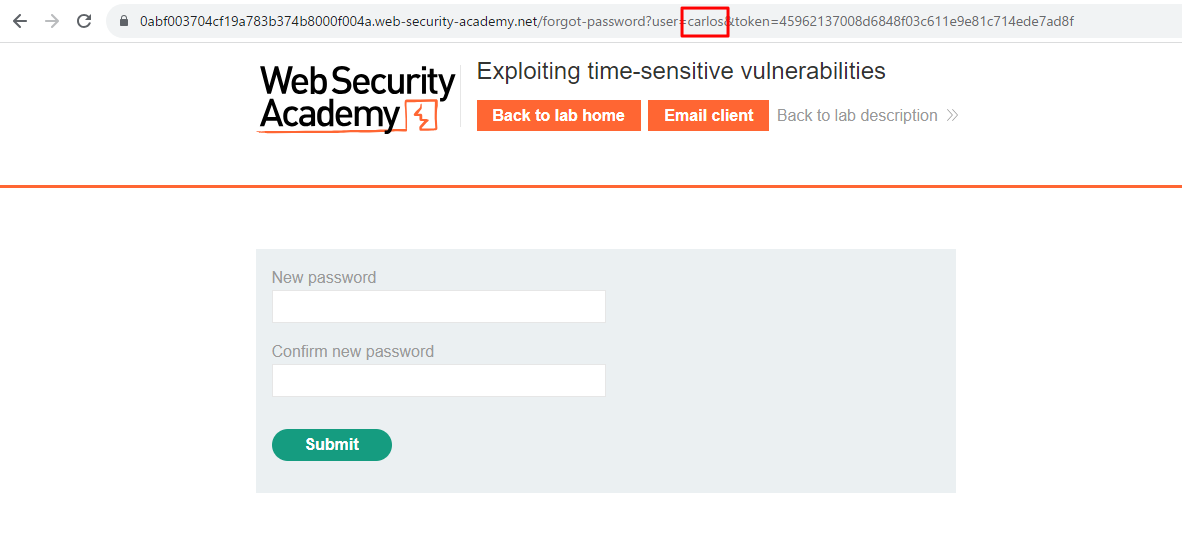 0abf003704cf19a783b374b8000f004a.web-security-academy.net/forgot-password?user=carlos&token=45962137008d6848f03c611e9e81c714ede7ad8f
Exploiting time-sensitive vulnerabilities
Web Security
Academy
Back to lab home
Email client
Back to lab description
New password
Confirm new password
Submit